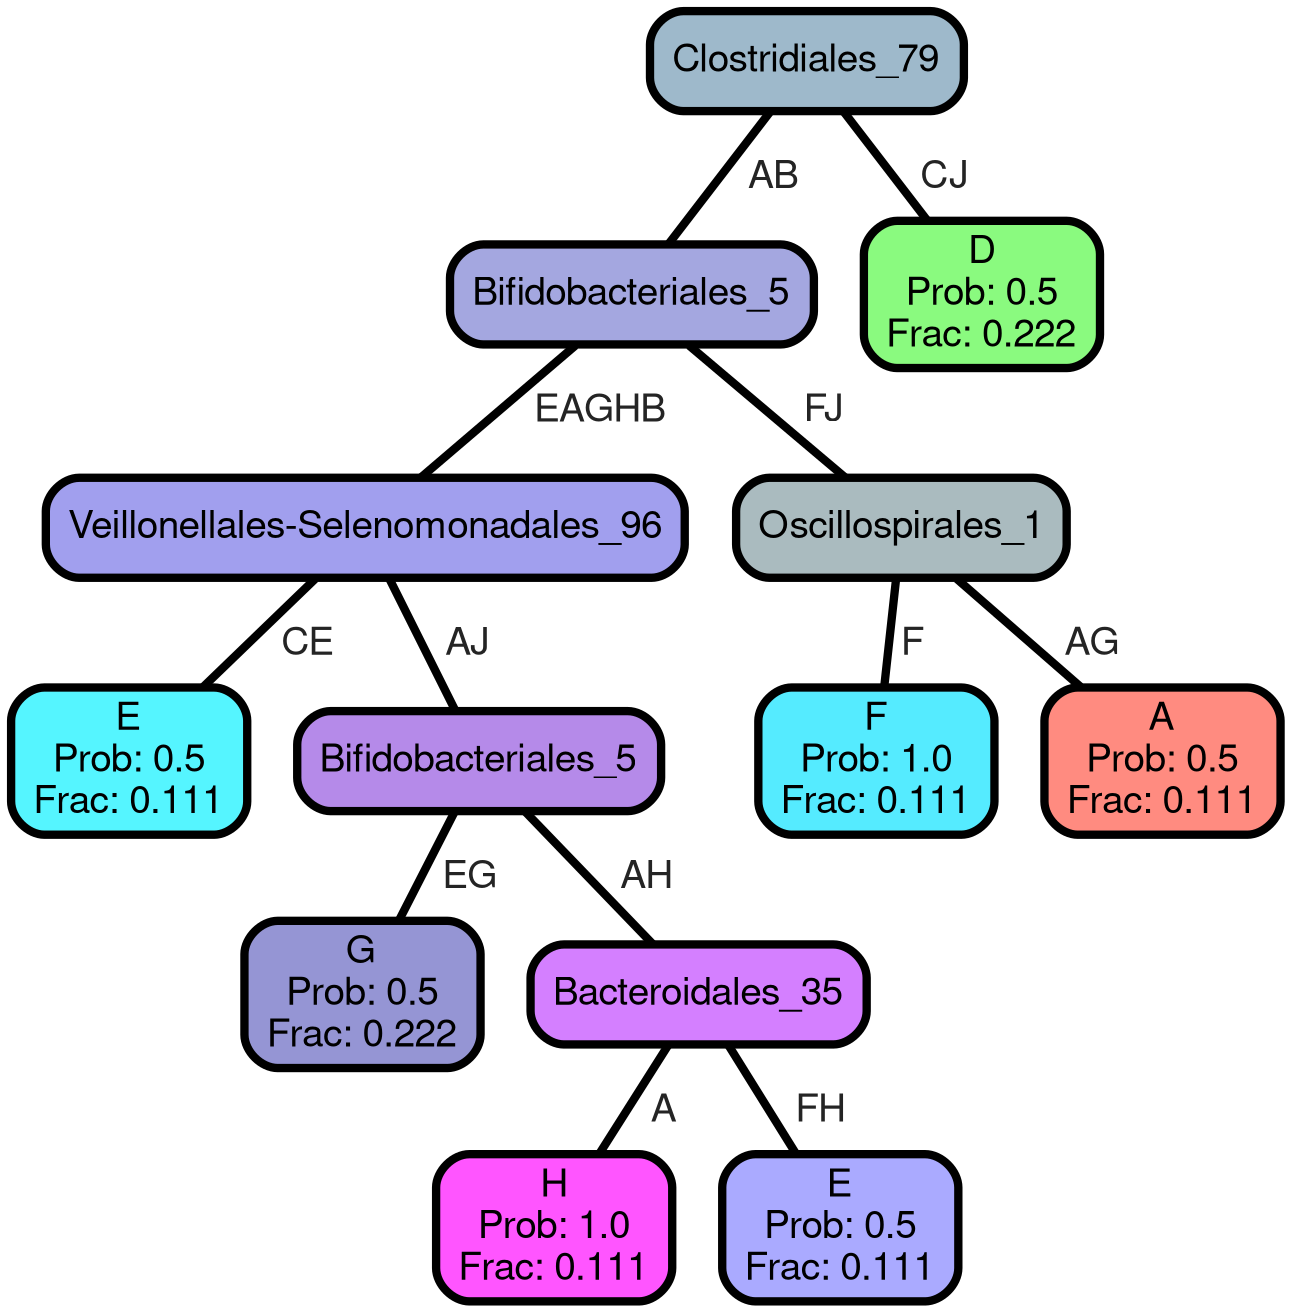 Clostridiales_79
AB
CJ
D
Prob: 0.5
Frac: 0.222
Bifidobacteriales_5
EAGHB
FJ
Veillonellales-Selenomonadales_96
Oscillospirales_1
CE
AJ
F
AG
E
Prob: 0.5
Frac: 0.111
Bifidobacteriales_5
F
Prob: 1.0
Frac: 0.111
A
Prob: 0.5
Frac: 0.111
EG
AH
G
Prob: 0.5
Frac: 0.222
Bacteroidales_35
A
FH
H
Prob: 1.0
Frac: 0.111
E
Prob: 0.5
Frac: 0.111